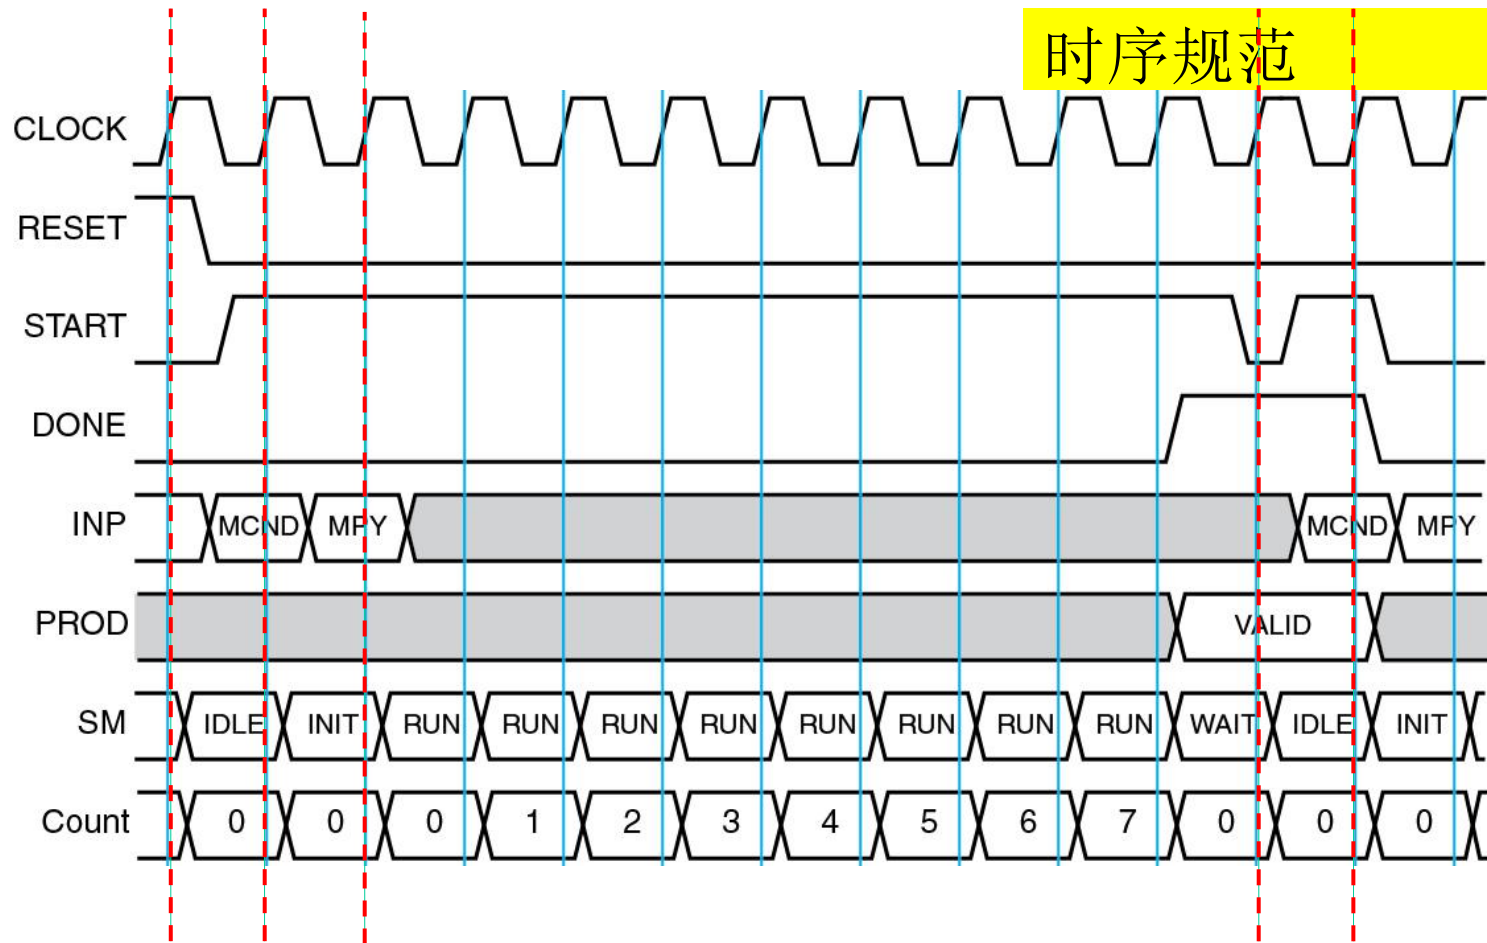 时序规范
CLOCK
RESET
START
DONE
INP MCND MPY MCND MPY
PROD VALID
SM IDLE INIT RUN RUN RUN RUN RUN RUN RUN RUN WAIT IDLE INIT
Count 0 0 0 1 2 3 4 5 6 7 0 0 0